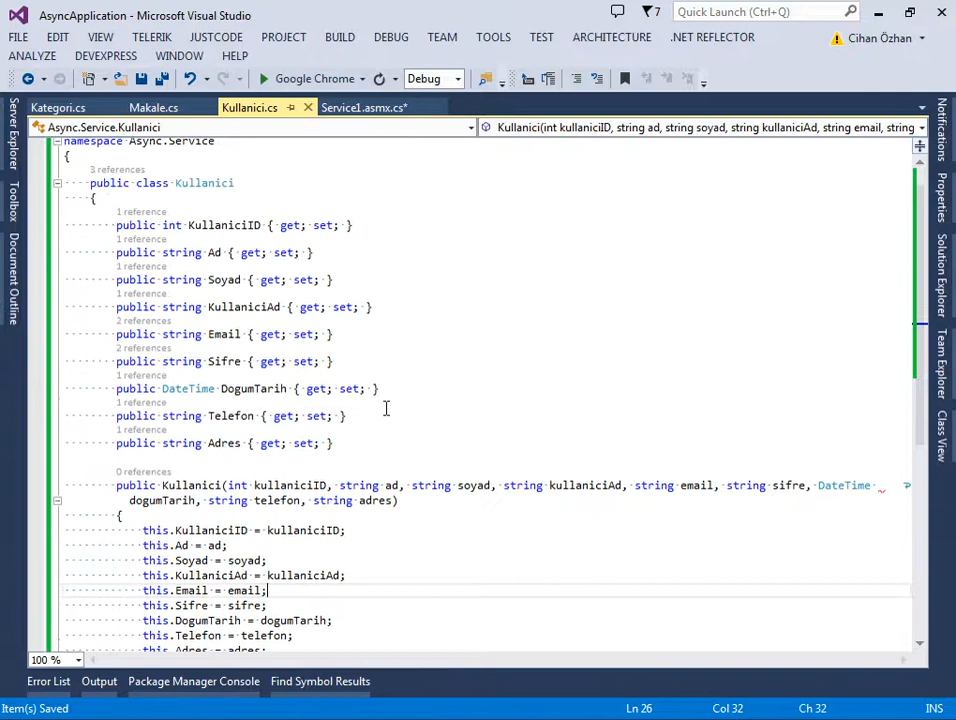 AsyncApplication - Microsoft Visual Studio
7
Quick Launch (Ctrl+Q)
FILE EDIT VIEW TELERIK JUSTCODE PROJECT BUILD DEBUG TEAM TOOLS TEST ARCHITECTURE .NET REFLECTOR
Cihan Özhan
ANALYZE DEVEXPRESS WINDOW HELP
Google Chrome
Debug
Server Explorer
Toolbox
Document Outline
Kategori.cs Makale.cs Kullanici.cs Service1.asmx.cs*
Async.Service.Kullanici
Kullanici(int kullaniciID, string ad, string soyad, string kullaniciAd, string email, string
namespace Async.Service
{
3 references
public class Kullanici
{
1 reference
public int KullaniciID { get; set; }
1 reference
public string Ad { get; set; }
1 reference
public string Soyad { get; set; }
1 reference
public string KullaniciAd { get; set; }
2 references
public string Email { get; set; }
2 references
public string Sifre { get; set; }
1 reference
public DateTime DogumTarih { get; set; }
1 reference
public string Telefon { get; set; }
1 reference
public string Adres { get; set; }
0 references
public Kullanici(int kullaniciID, string ad, string soyad, string kullaniciAd, string email, string sifre, DateTime
dogumTarih, string telefon, string adres)
{
this.KullaniciID = kullaniciID;
this.Ad = ad;
this.Soyad = soyad;
this.KullaniciAd = kullaniciAd;
this.Email = email;
this.Sifre = sifre;
this.DogumTarih = dogumTarih;
this.Telefon = telefon;
this.Adres = adres;
Notifications
Properties
Solution Explorer
Team Explorer
Class View
100 %
Error List Output Package Manager Console Find Symbol Results
Item(s) Saved
Ln 26 Col 32 Ch 32 INS